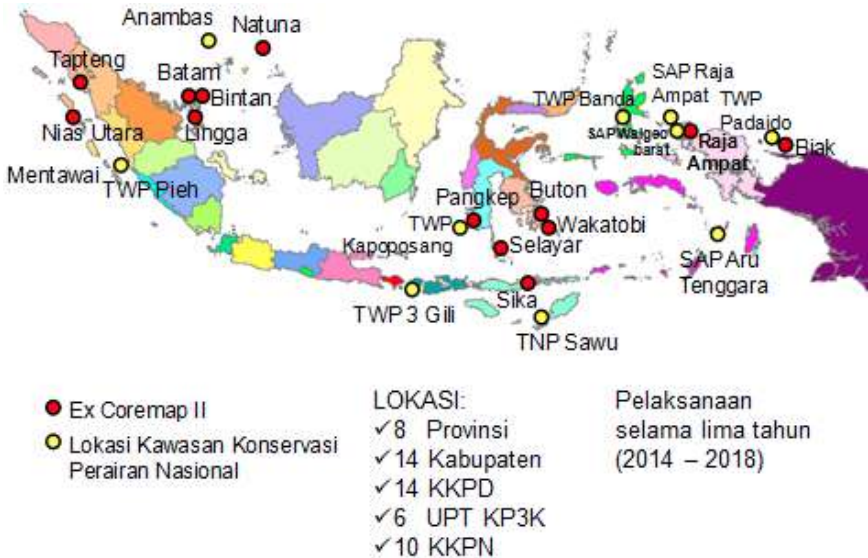 Anambas
Natuna
Tapteng
Batam
Bintan
Nias Utara
Lingga
Mentawai
TWP Pieh
SAP Raja
Ampat
TWP Banda
TWP
Padaido
SAP Waigeo
barat
Raja
Ampat
Biak
Buton
Pangkep
TWP
Kapoposang
Wakatobi
Selayar
SAP Aru
Tenggara
TWP 3 Gili
Sika
TNP Sawu
Ex Coremap II
Lokasi Kawasan Konservasi
Perairan Nasional
LOKASI:
✓8 Provinsi
✓14 Kabupaten
✓14 KKPD
✓6 UPT KP3K
✓10 KKPN
Pelaksanaan
selama lima tahun
(2014 – 2018)